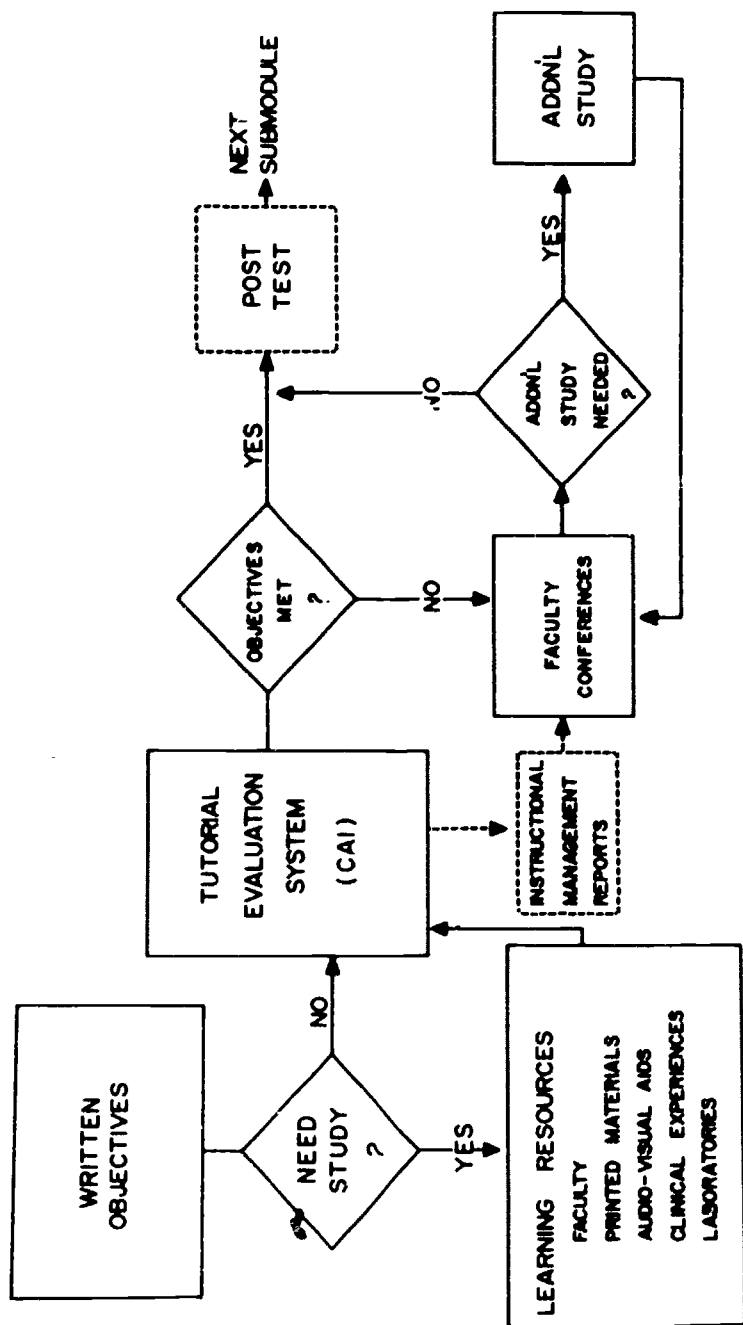 WRITTEN
OBJECTIVES
NEED
STUDY
?
NO
YES
LEARNING RESOURCES
FACULTY
PRINTED MATERIALS
AUDIO-VISUAL AIDS
CLINICAL EXPERIENCES
LABORATORIES
TUTORIAL
EVALUATION
SYSTEM
(CAI)
INSTRUCTIONAL
MANAGEMENT
REPORTS
OBJECTIVES
MET
?
YES
NO
FACULTY
CONFERENCES
ADDN'L
STUDY
NEEDED
?
NO
YES
ADDN'L
STUDY
POST
TEST
NEXT
SUBMODULE